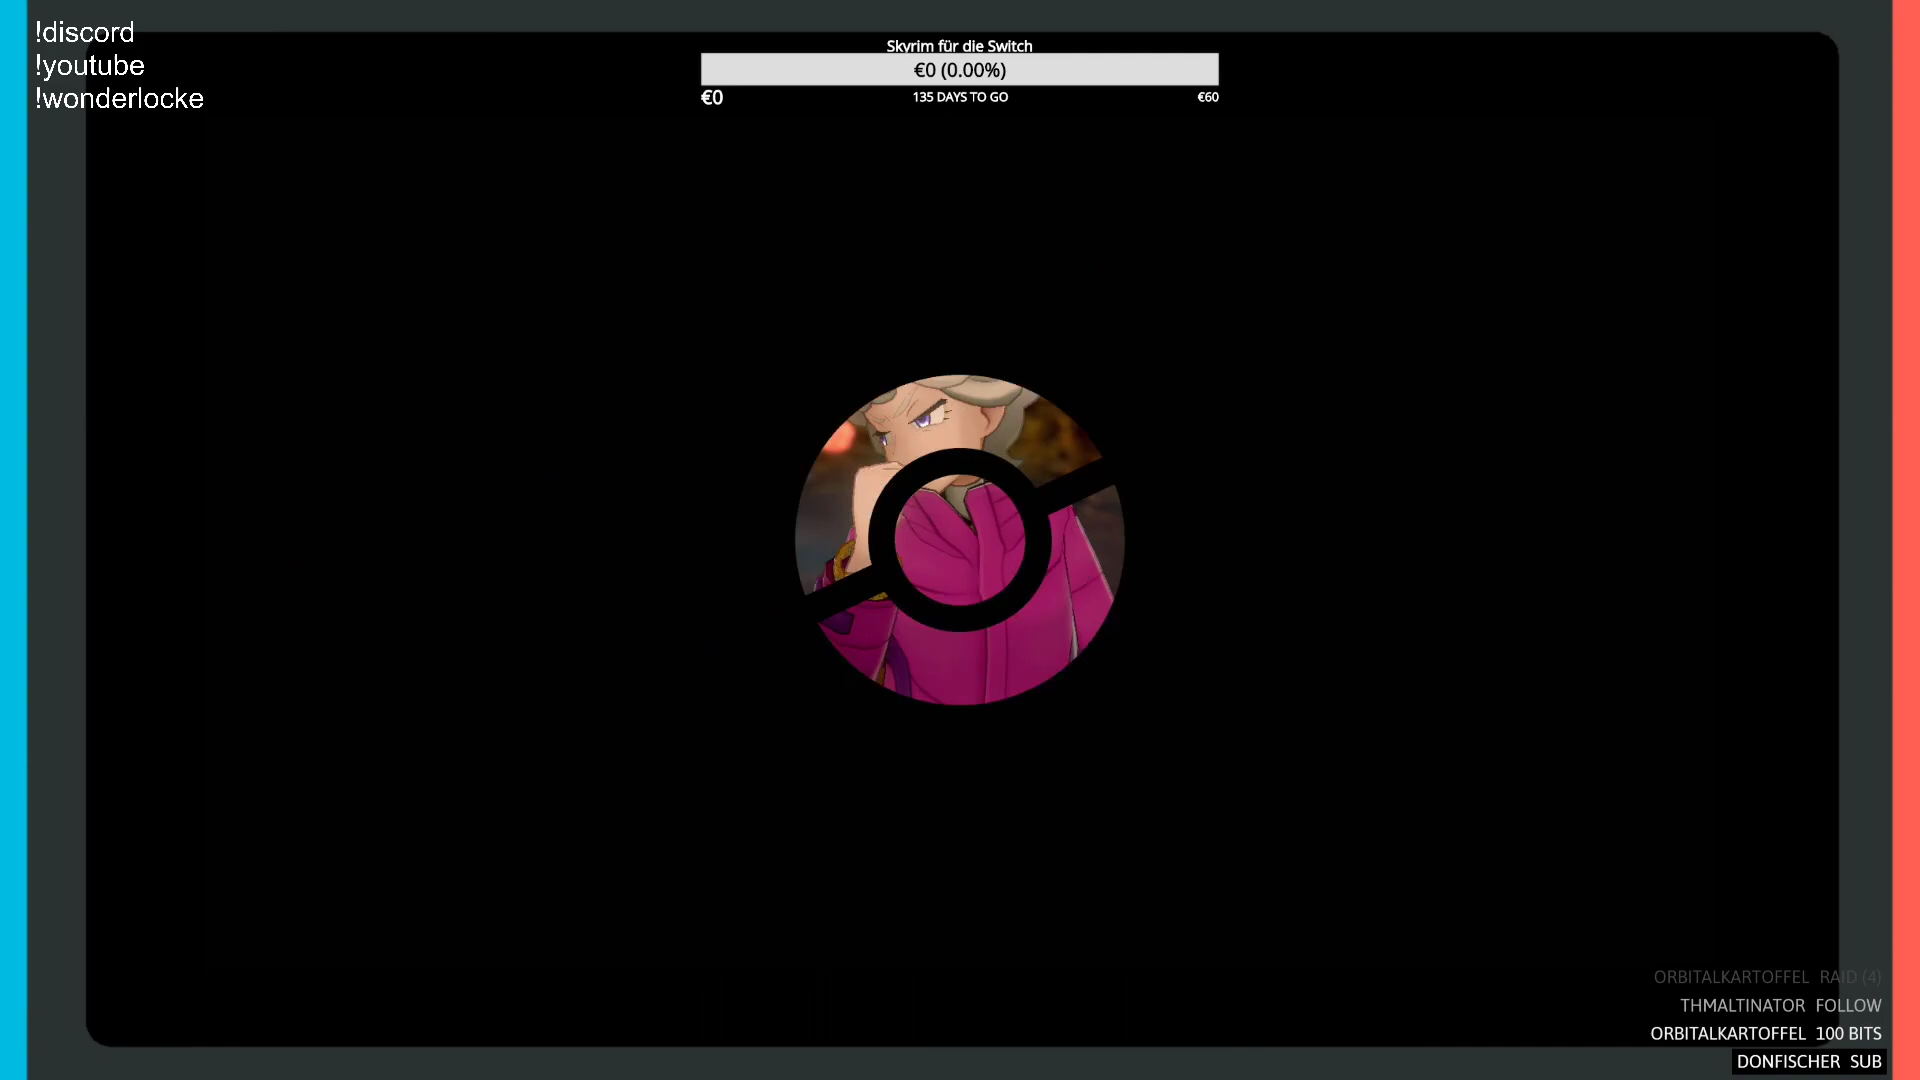 !discord
!youtube
!wonderlocke
Skyrim für die Switch
€0 (0.00%)
€0 135 DAYS TO GO €60
ORBITALKARTOFFEL RAID (4)
THMALTINATOR FOLLOW
ORBITALKARTOFFEL 100 BITS
DONFISCHER SUB